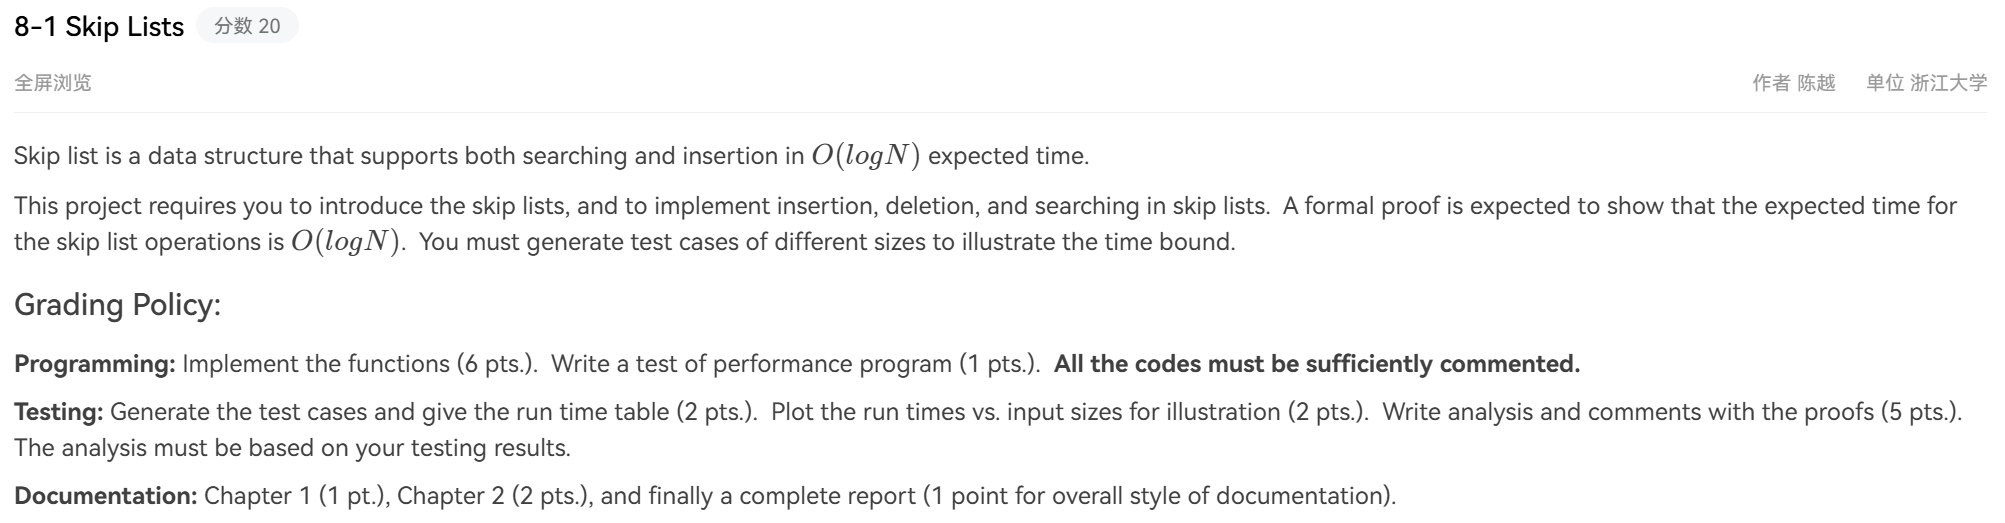 8-1 Skip Lists 分数 20
全屏浏览 作者 陈越 单位 浙江大学
Skip list is a data structure that supports both searching and insertion in O(logN) expected time.
This project requires you to introduce the skip lists, and to implement insertion, deletion, and searching in skip lists. A formal proof is expected to show that the expected time for
the skip list operations is O(logN). You must generate test cases of different sizes to illustrate the time bound.
Grading Policy:
Programming: Implement the functions (6 pts.). Write a test of performance program (1 pts.). All the codes must be sufficiently commented.
Testing: Generate the test cases and give the run time table (2 pts.). Plot the run times vs. input sizes for illustration (2 pts.). Write analysis and comments with the proofs (5 pts.).
The analysis must be based on your testing results.
Documentation: Chapter 1 (1 pt.), Chapter 2 (2 pts.), and finally a complete report (1 point for overall style of documentation).